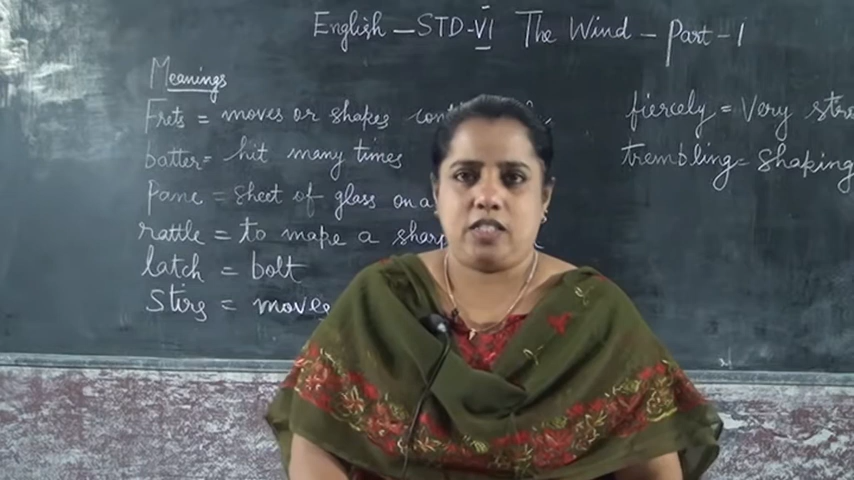 English – STD-VI The Wind – Part – 1
Meanings
Frets = moves or shakes
batter = hit many times
pane = sheet of glass on a
rattle = to make a sharp
latch = bolt
Stirs = moves
fiercely = Very
trembling = shaking